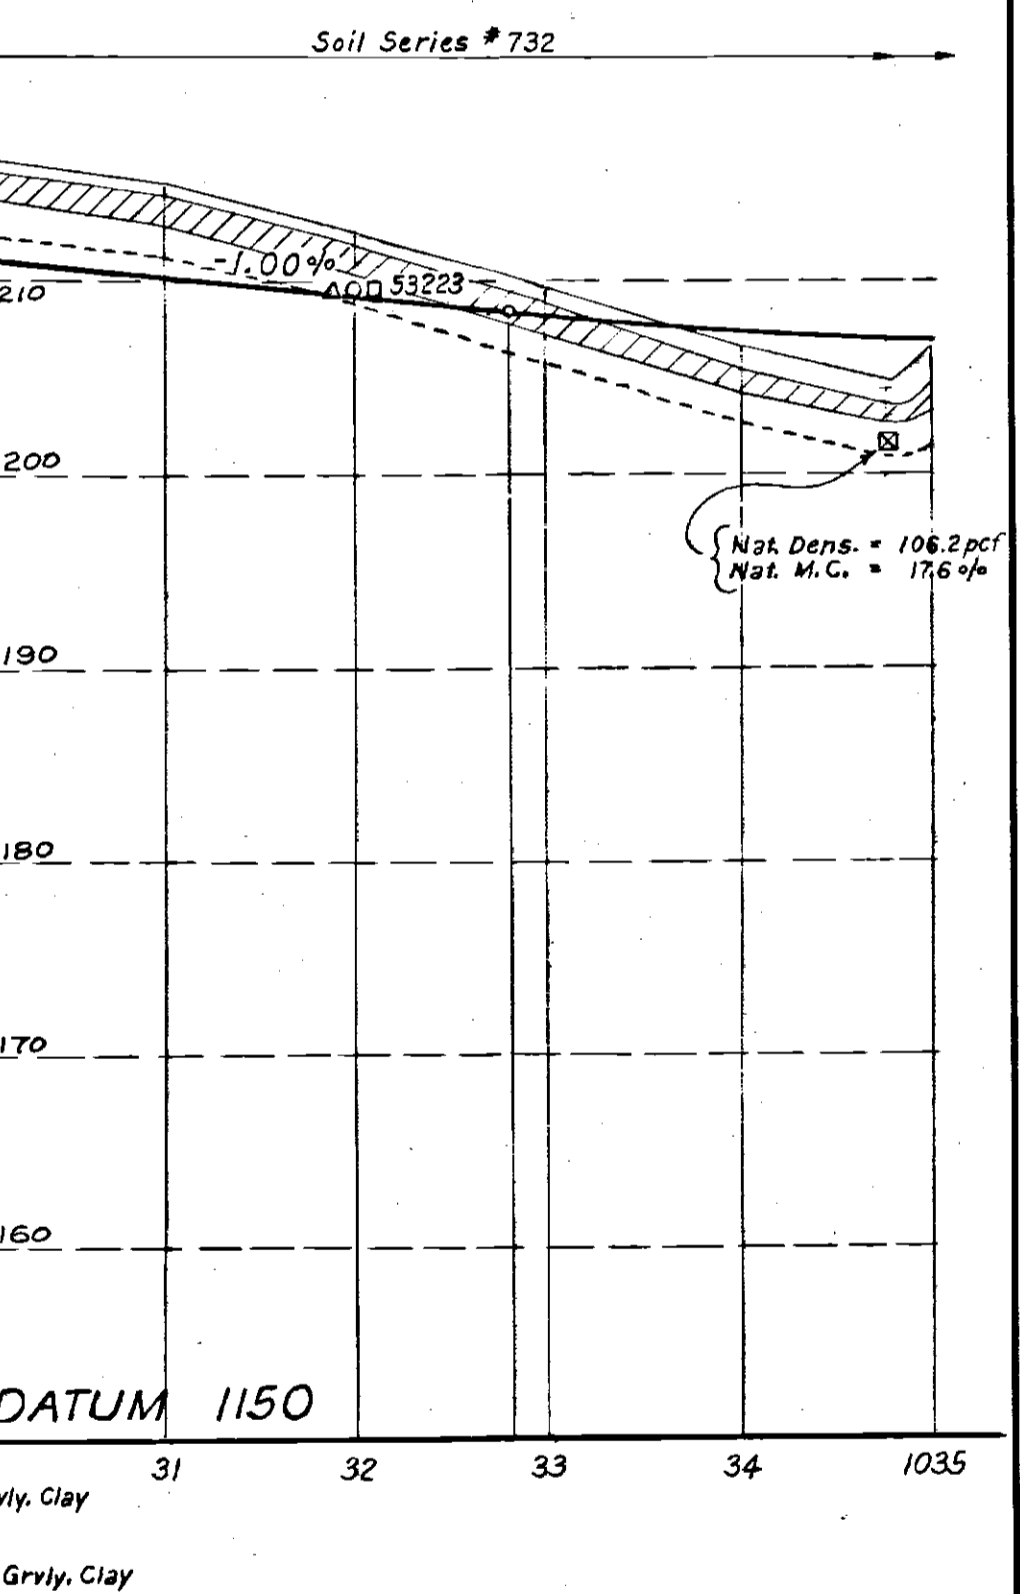 Soil Series #732
-1.00%
53223
210
200
Nat. Dens. = 106.2 pcf
Nat. M.C. = 17.6 %
190
180
170
160
DATUM 1150
31 32 33 34 1035
Clay
Grvly. Clay